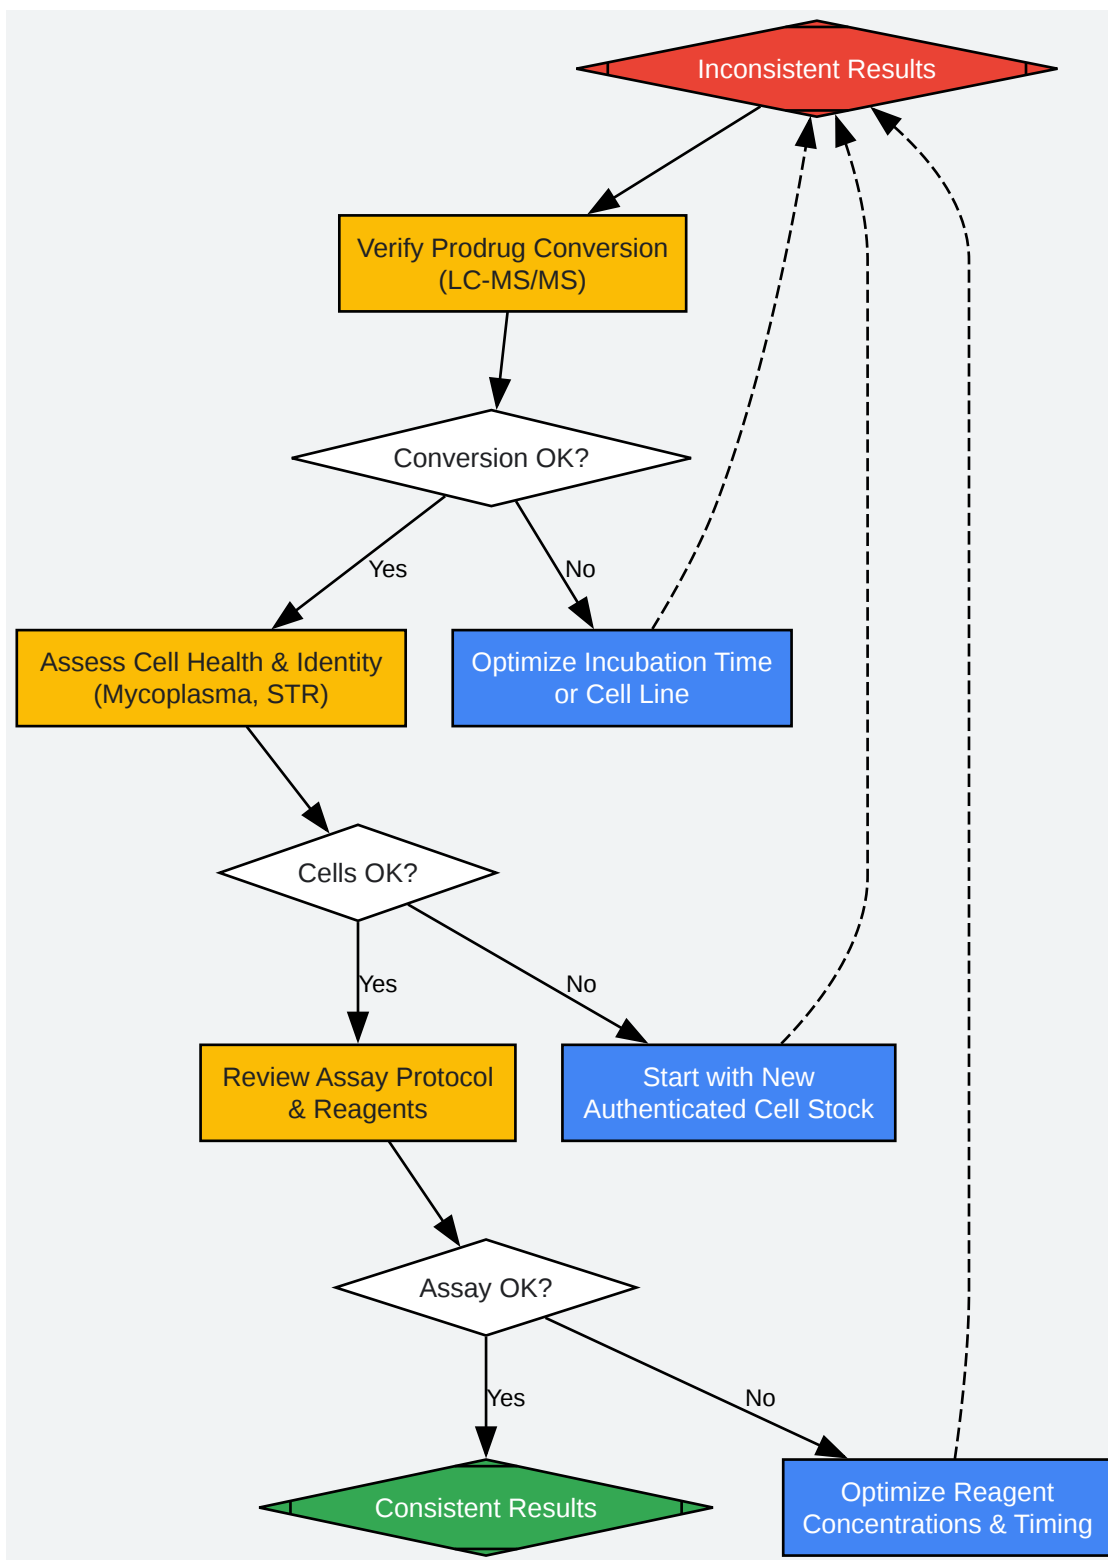 Inconsistent Results
Verify Prodrug Conversion
(LC-MS/MS)
Conversion OK?
Yes
No
Assess Cell Health & Identity
(Mycoplasma, STR)
Optimize Incubation Time
or Cell Line
Cells OK?
Yes
No
Review Assay Protocol
& Reagents
Start with New
Authenticated Cell Stock
Assay OK?
Yes
No
Consistent Results
Optimize Reagent
Concentrations & Timing